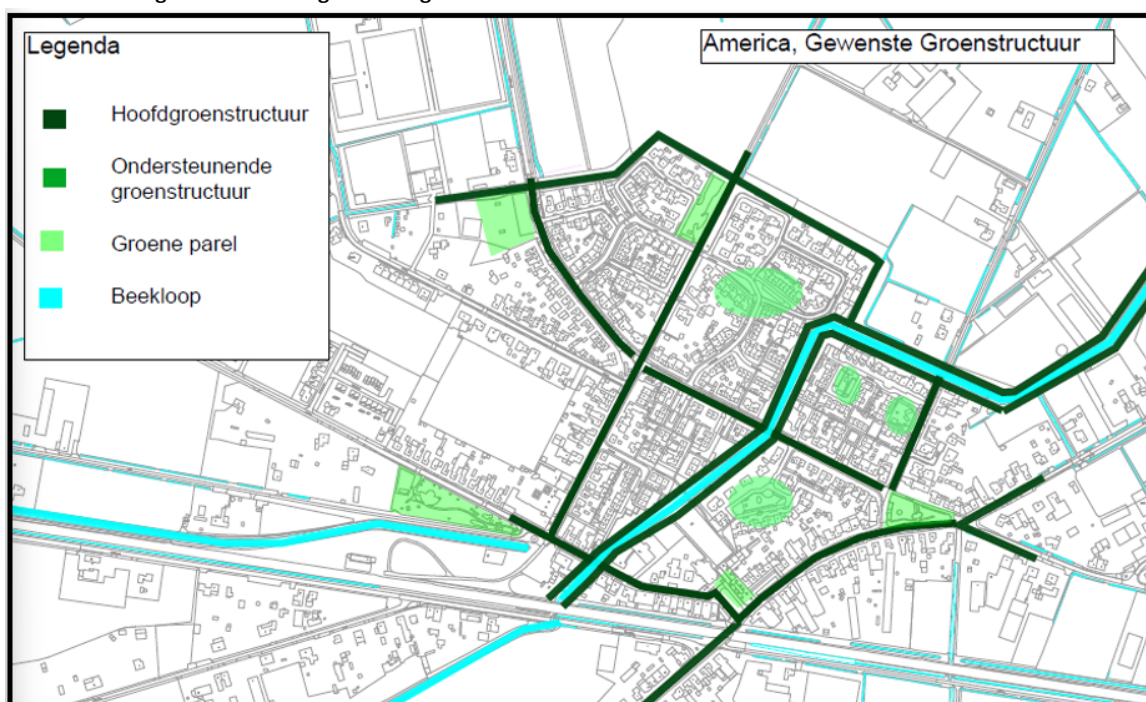 Legenda
Hoofdgroenstructuur
Ondersteunende
groenstructuur
Groene parel
Beekloop
America, Gewenste Groenstructuur